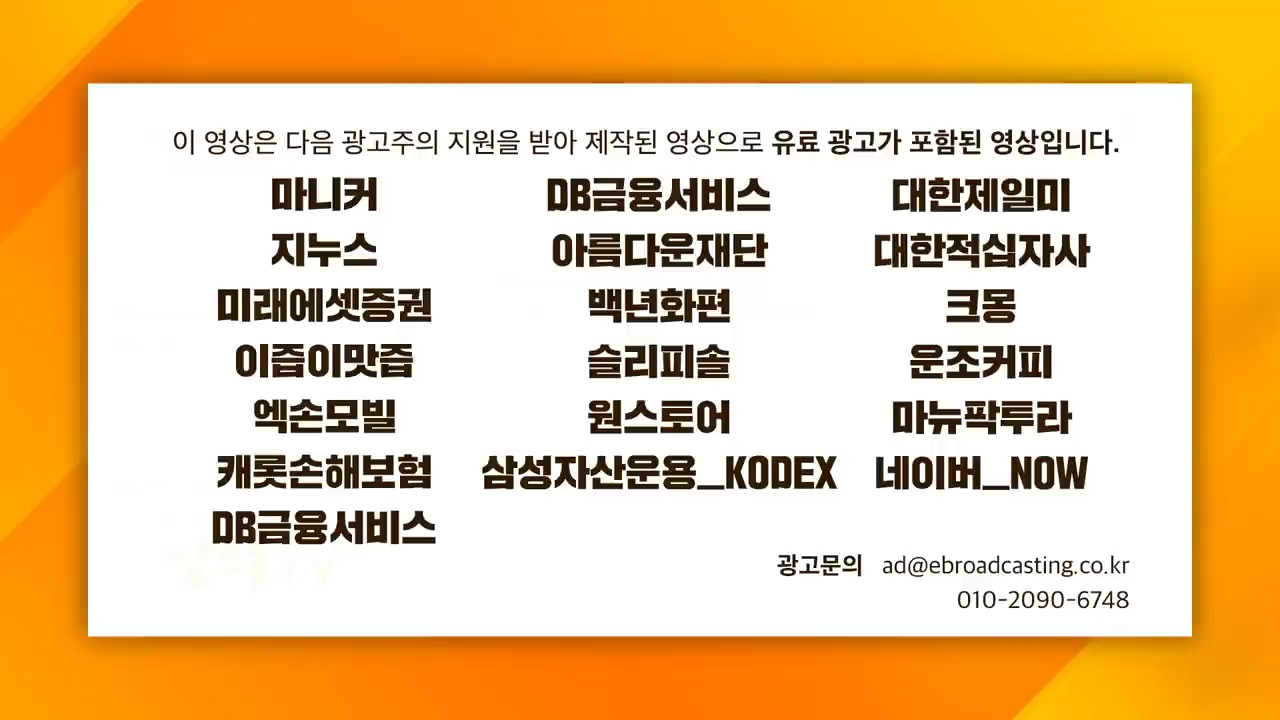 이 영상은 다음 광고주의 지원을 받아 제작된 영상으로 유료 광고가 포함된 영상입니다.
마니커 DB금융서비스 대한제일미
지누스 아름다운재단 대한적십자사
미래에셋증권 백년화편 크몽
이즙이맛즙 슬리피솔 운조커피
엑손모빌 원스토어 마뉴팍투라
캐롯손해보험 삼성자산운용_KODEX 네이버_NOW
DB금융서비스
광고문의 ad@ebroadcasting.co.kr
010-2090-6748